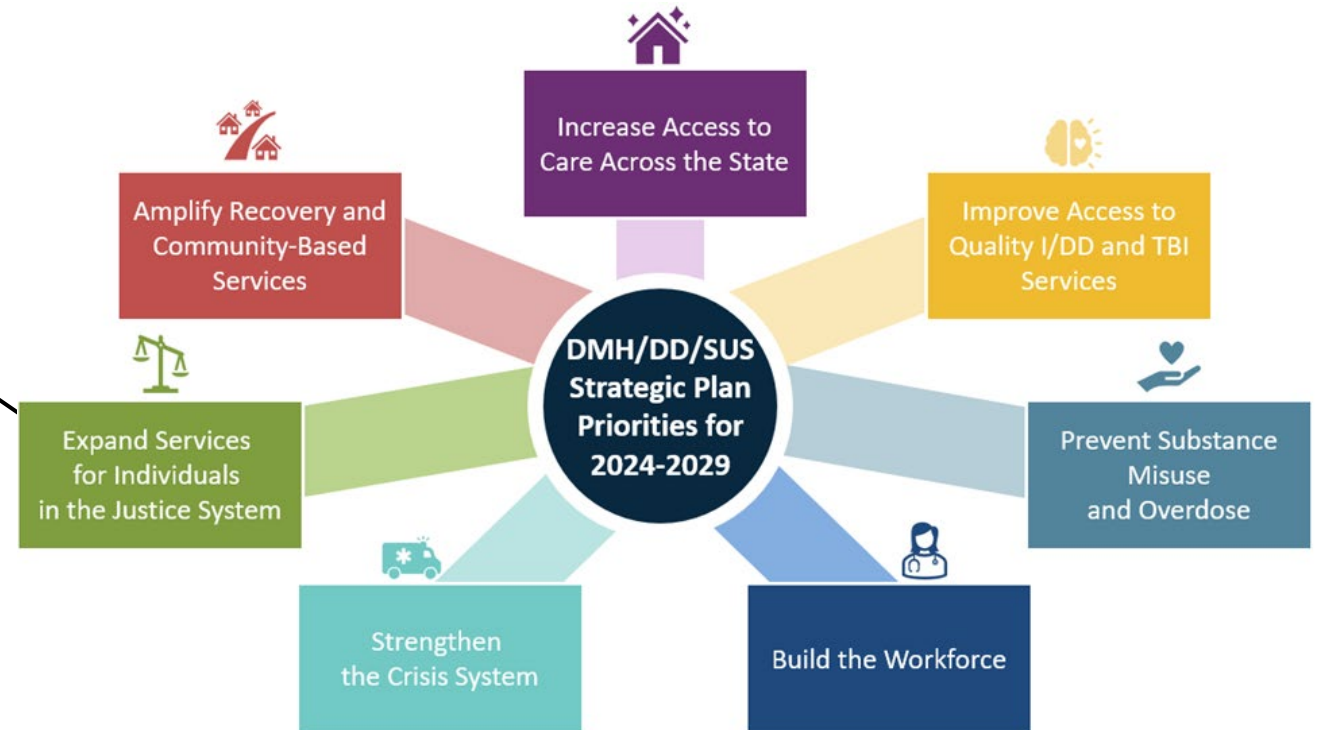 Increase Access to
Care Across the State
Amplify Recovery and
Community-Based
Services
Improve Access to
Quality I/DD and TBI
Services
DMH/DD/SUS
Strategic Plan
Priorities for
2024-2029
Expand Services
for Individuals
in the Justice System
Prevent Substance
Misuse
and Overdose
Strengthen
the Crisis System
Build the Workforce